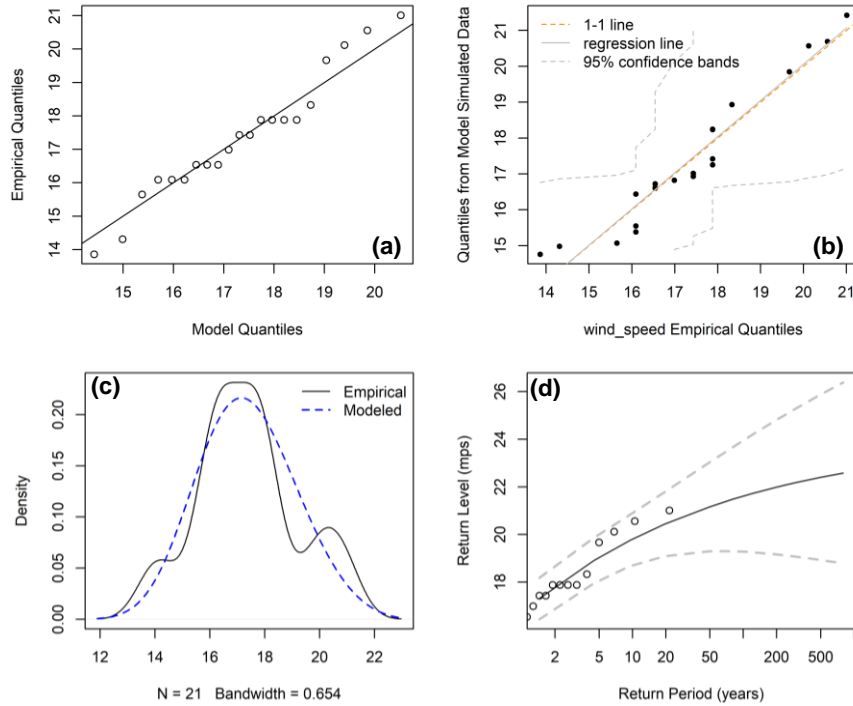 21
20
19
18
17
16
15
14
Empirical Quantiles
(a)
15 16 17 18 19 20
Model Quantiles
21
20
19
18
17
16
15
Quantiles from Model Simulated Data
1-1 line
regression line
95% confidence bands
(b)
14 15 16 17 18 19 20 21
wind_speed Empirical Quantiles
(c)
Empirical
Modeled
0.20
0.15
0.10
0.05
0.00
Density
12 14 16 18 20 22
N = 21 Bandwidth = 0.654
(d)
26
24
22
20
18
Return Level (mps)
2 5 10 20 50 200 500
Return Period (years)